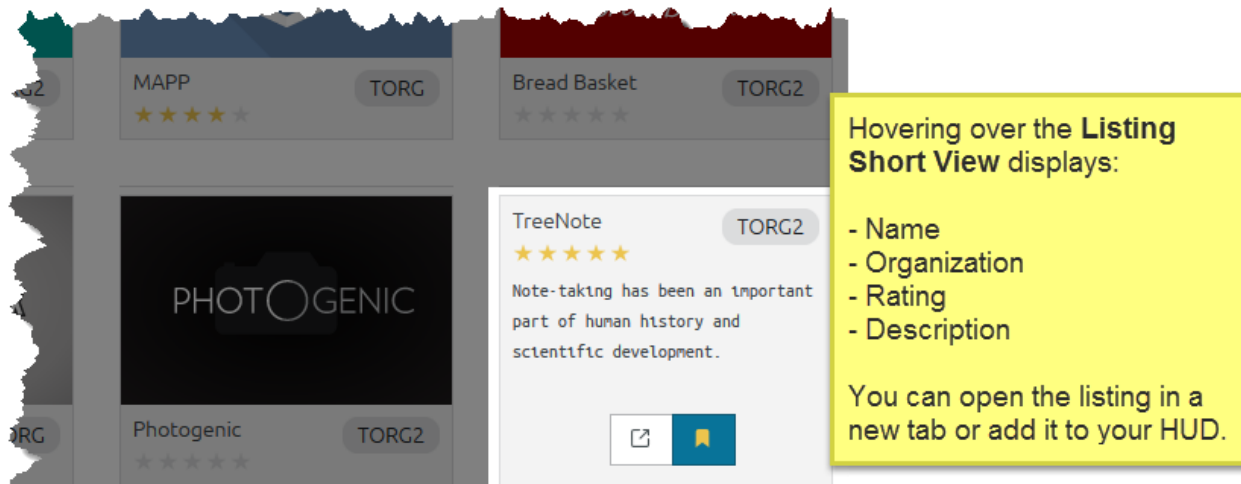 G2
MAPP
TORG
Bread Basket
TORG2
TreeNote
TORG2
Note-taking has been an important
part of human history and
scientific development.
PHOTOGENIC
ORG
Photogenic
TORG2
Hovering over the Listing
Short View displays:
- Name
- Organization
- Rating
- Description
You can open the listing in a
new tab or add it to your HUD.